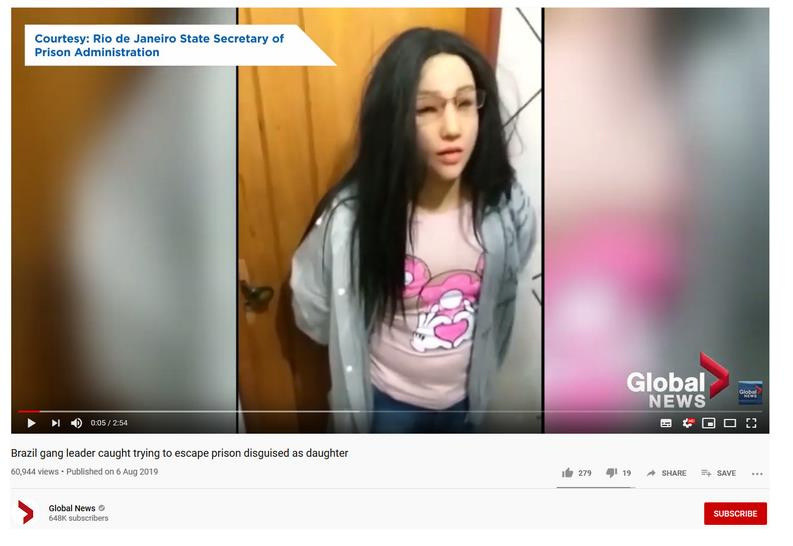 Courtesy: Rio de Janeiro State Secretary of
Prison Administration
Global
NEWS
0:05 / 2:54
Brazil gang leader caught trying to escape prison disguised as daughter
60,944 views • Published on 6 Aug 2019
279
19
SHARE
SAVE
Global News
648K subscribers
SUBSCRIBE